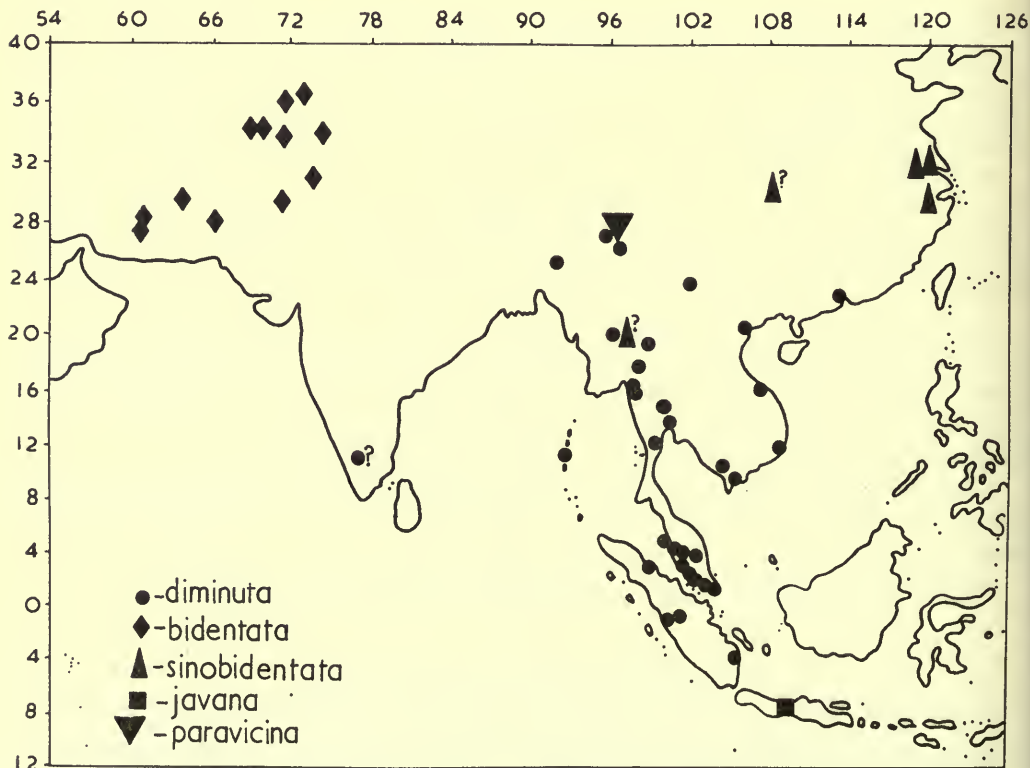 54 60 66 72 78 84 90 96 102 108 114 120 126
40
36
32
?
28
24
?
20
16
12
?
8
4
●-diminuta
0
♦-bidentata
4
▲-sinobidentata
■-javana
8
▼-paravicina
12